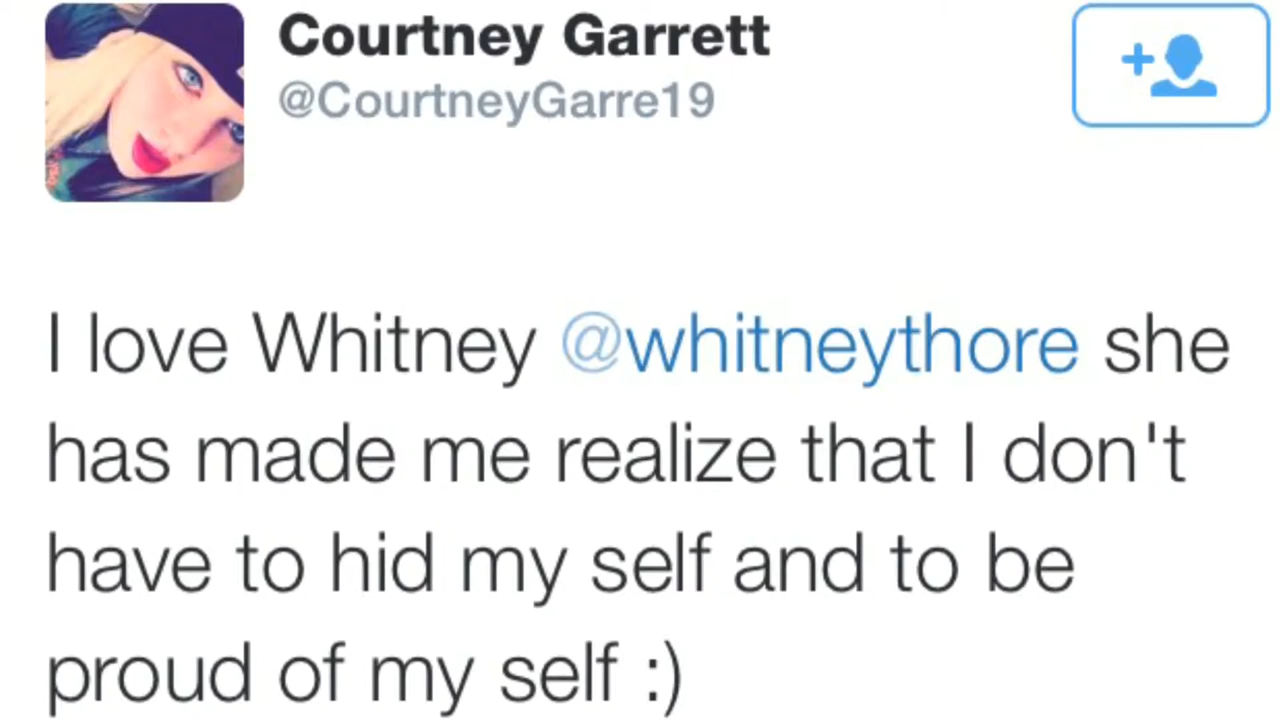 Courtney Garrett
@CourtneyGarre19
I love Whitney @whitneythore she
has made me realize that I don't
have to hid my self and to be
proud of my self :)